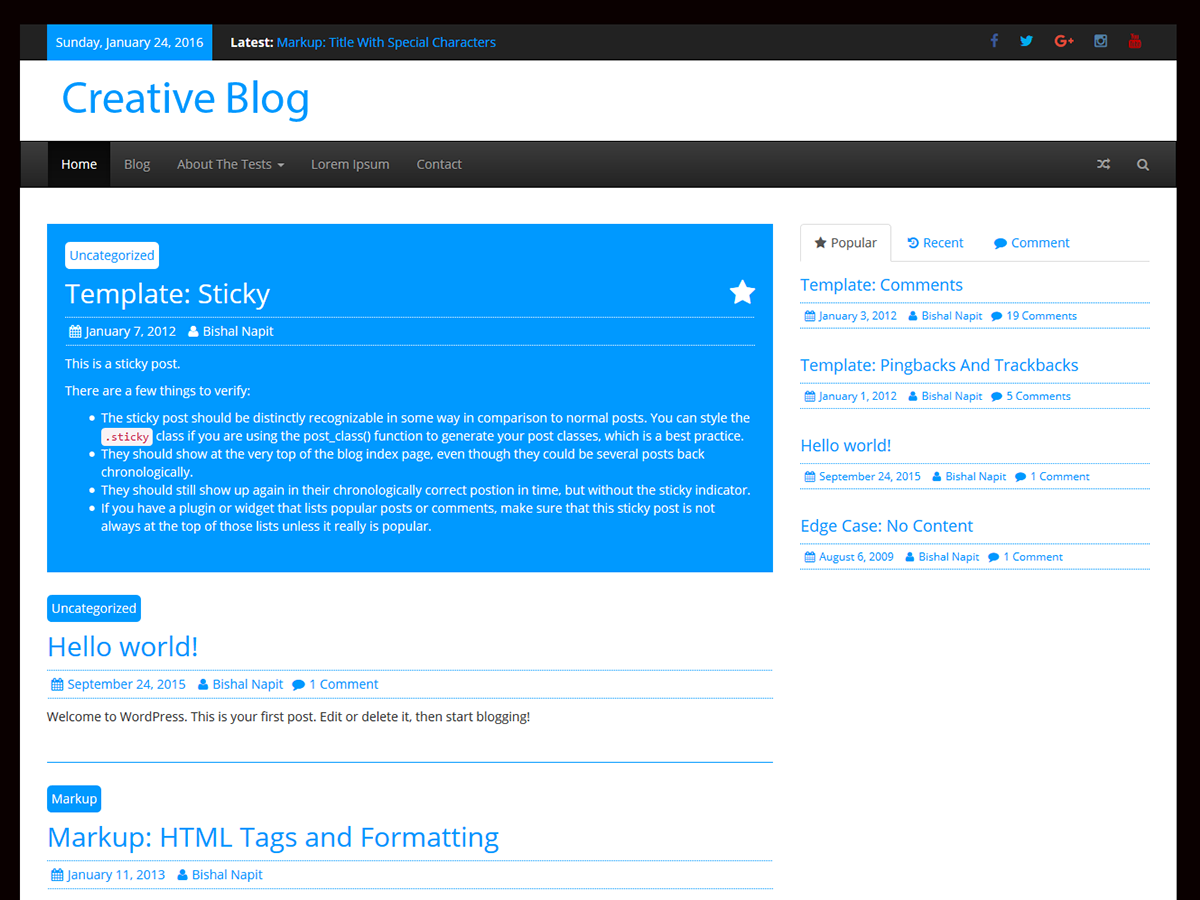 Sunday, January 24, 2016
Latest: Markup: Title With Special Characters
Creative Blog
Home
Blog
About The Tests
Lorem Ipsum
Contact
Uncategorized
Template: Sticky
January 7, 2012 Bishal Napit
This is a sticky post.
There are a few things to verify:
The sticky post should be distinctly recognizable in some way in comparison to normal posts. You can style the
.sticky class if you are using the post_class() function to generate your post classes, which is a best practice.
They should show at the very top of the blog index page, even though they could be several posts back
chronologically.
They should still show up again in their chronologically correct postion in time, but without the sticky indicator.
If you have a plugin or widget that lists popular posts or comments, make sure that this sticky post is not
always at the top of those lists unless it really is popular.
Uncategorized
Hello world!
September 24, 2015 Bishal Napit 1 Comment
Welcome to WordPress. This is your first post. Edit or delete it, then start blogging!
Markup
Markup: HTML Tags and Formatting
January 11, 2013 Bishal Napit
Popular
Recent
Comment
Template: Comments
January 3, 2012 Bishal Napit 19 Comments
Template: Pingbacks And Trackbacks
January 1, 2012 Bishal Napit 5 Comments
Hello world!
September 24, 2015 Bishal Napit 1 Comment
Edge Case: No Content
August 6, 2009 Bishal Napit 1 Comment